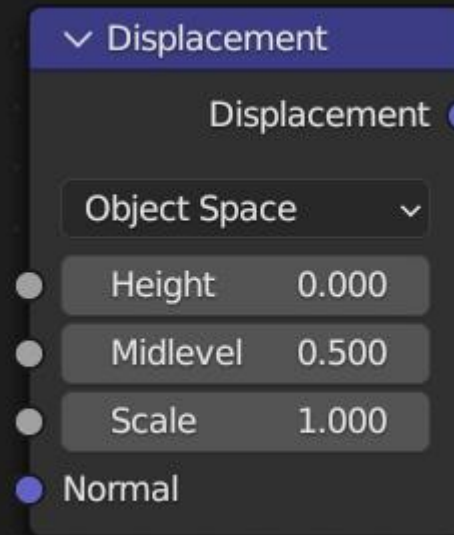 Displacement
Displacement
Object Space
Height 0.000
Midlevel 0.500
Scale 1.000
Normal